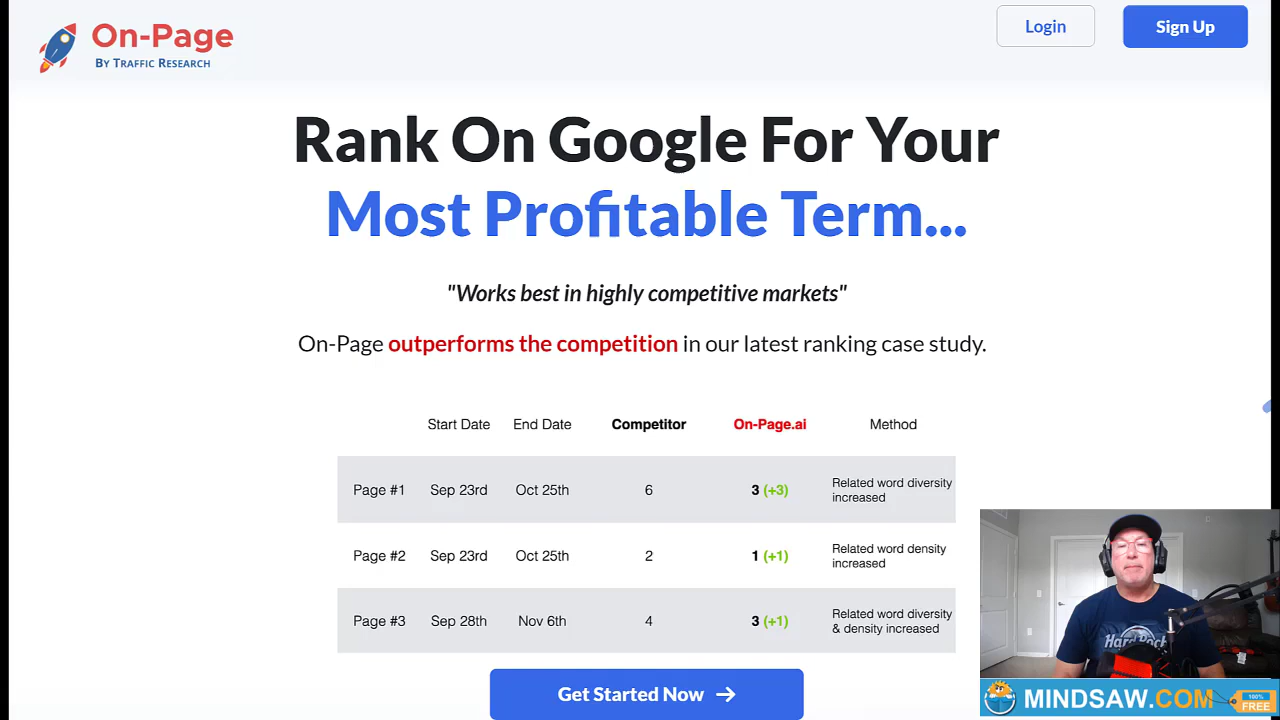 On-Page
BY TRAFFIC RESEARCH
Login
Sign Up
Rank On Google For Your
Most Profitable Term...
"Works best in highly competitive markets"
On-Page outperforms the competition in our latest ranking case study.
Start Date End Date Competitor On-Page.ai Method
Page #1 Sep 23rd Oct 25th 6 3 (+3) Related word diversity
increased
Page #2 Sep 23rd Oct 25th 2 1 (+1) Related word density
increased
Page #3 Sep 28th Nov 6th 4 3 (+1) Related word diversity
& density increased
Get Started Now →
Hard Rock
MINDSAW.COM
100%
FREE